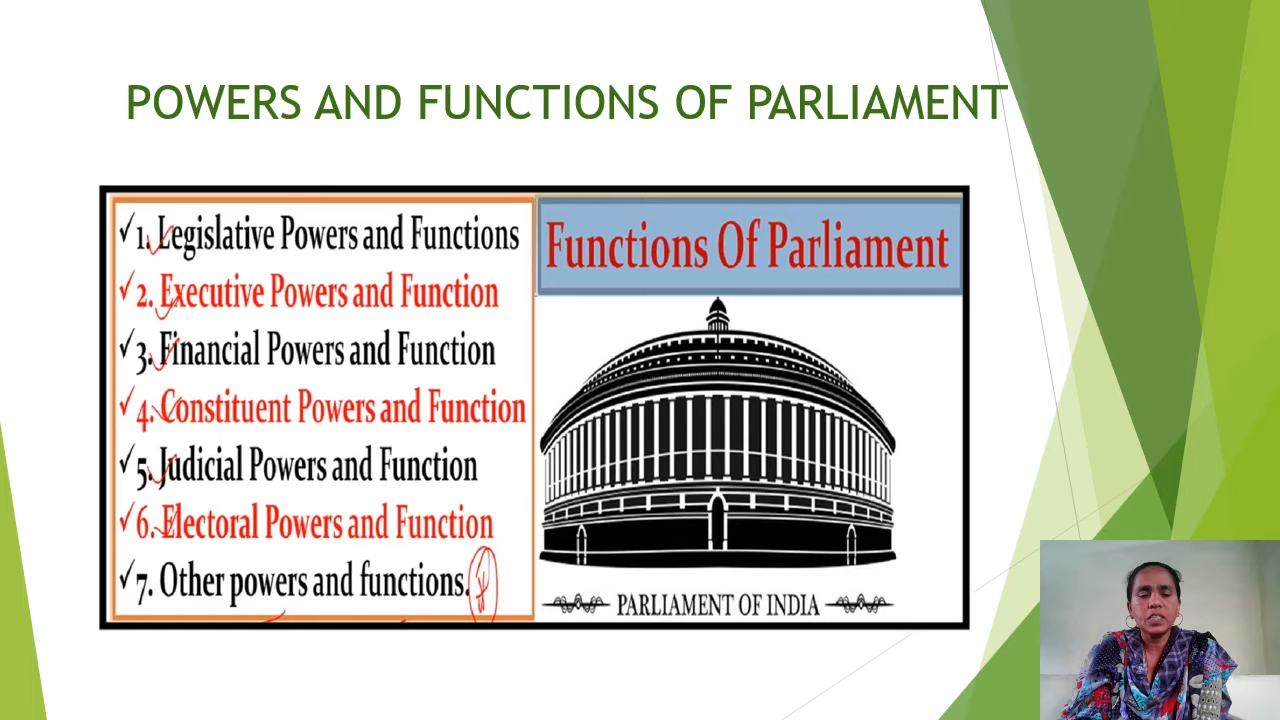 POWERS AND FUNCTIONS OF PARLIAMENT
✓1. Legislative Powers and Functions
✓2. Executive Powers and Function
✓3. Financial Powers and Function
✓4. Constituent Powers and Function
✓5. Judicial Powers and Function
✓6. Electoral Powers and Function
✓7. Other powers and functions.
Functions Of Parliament
PARLIAMENT OF INDIA